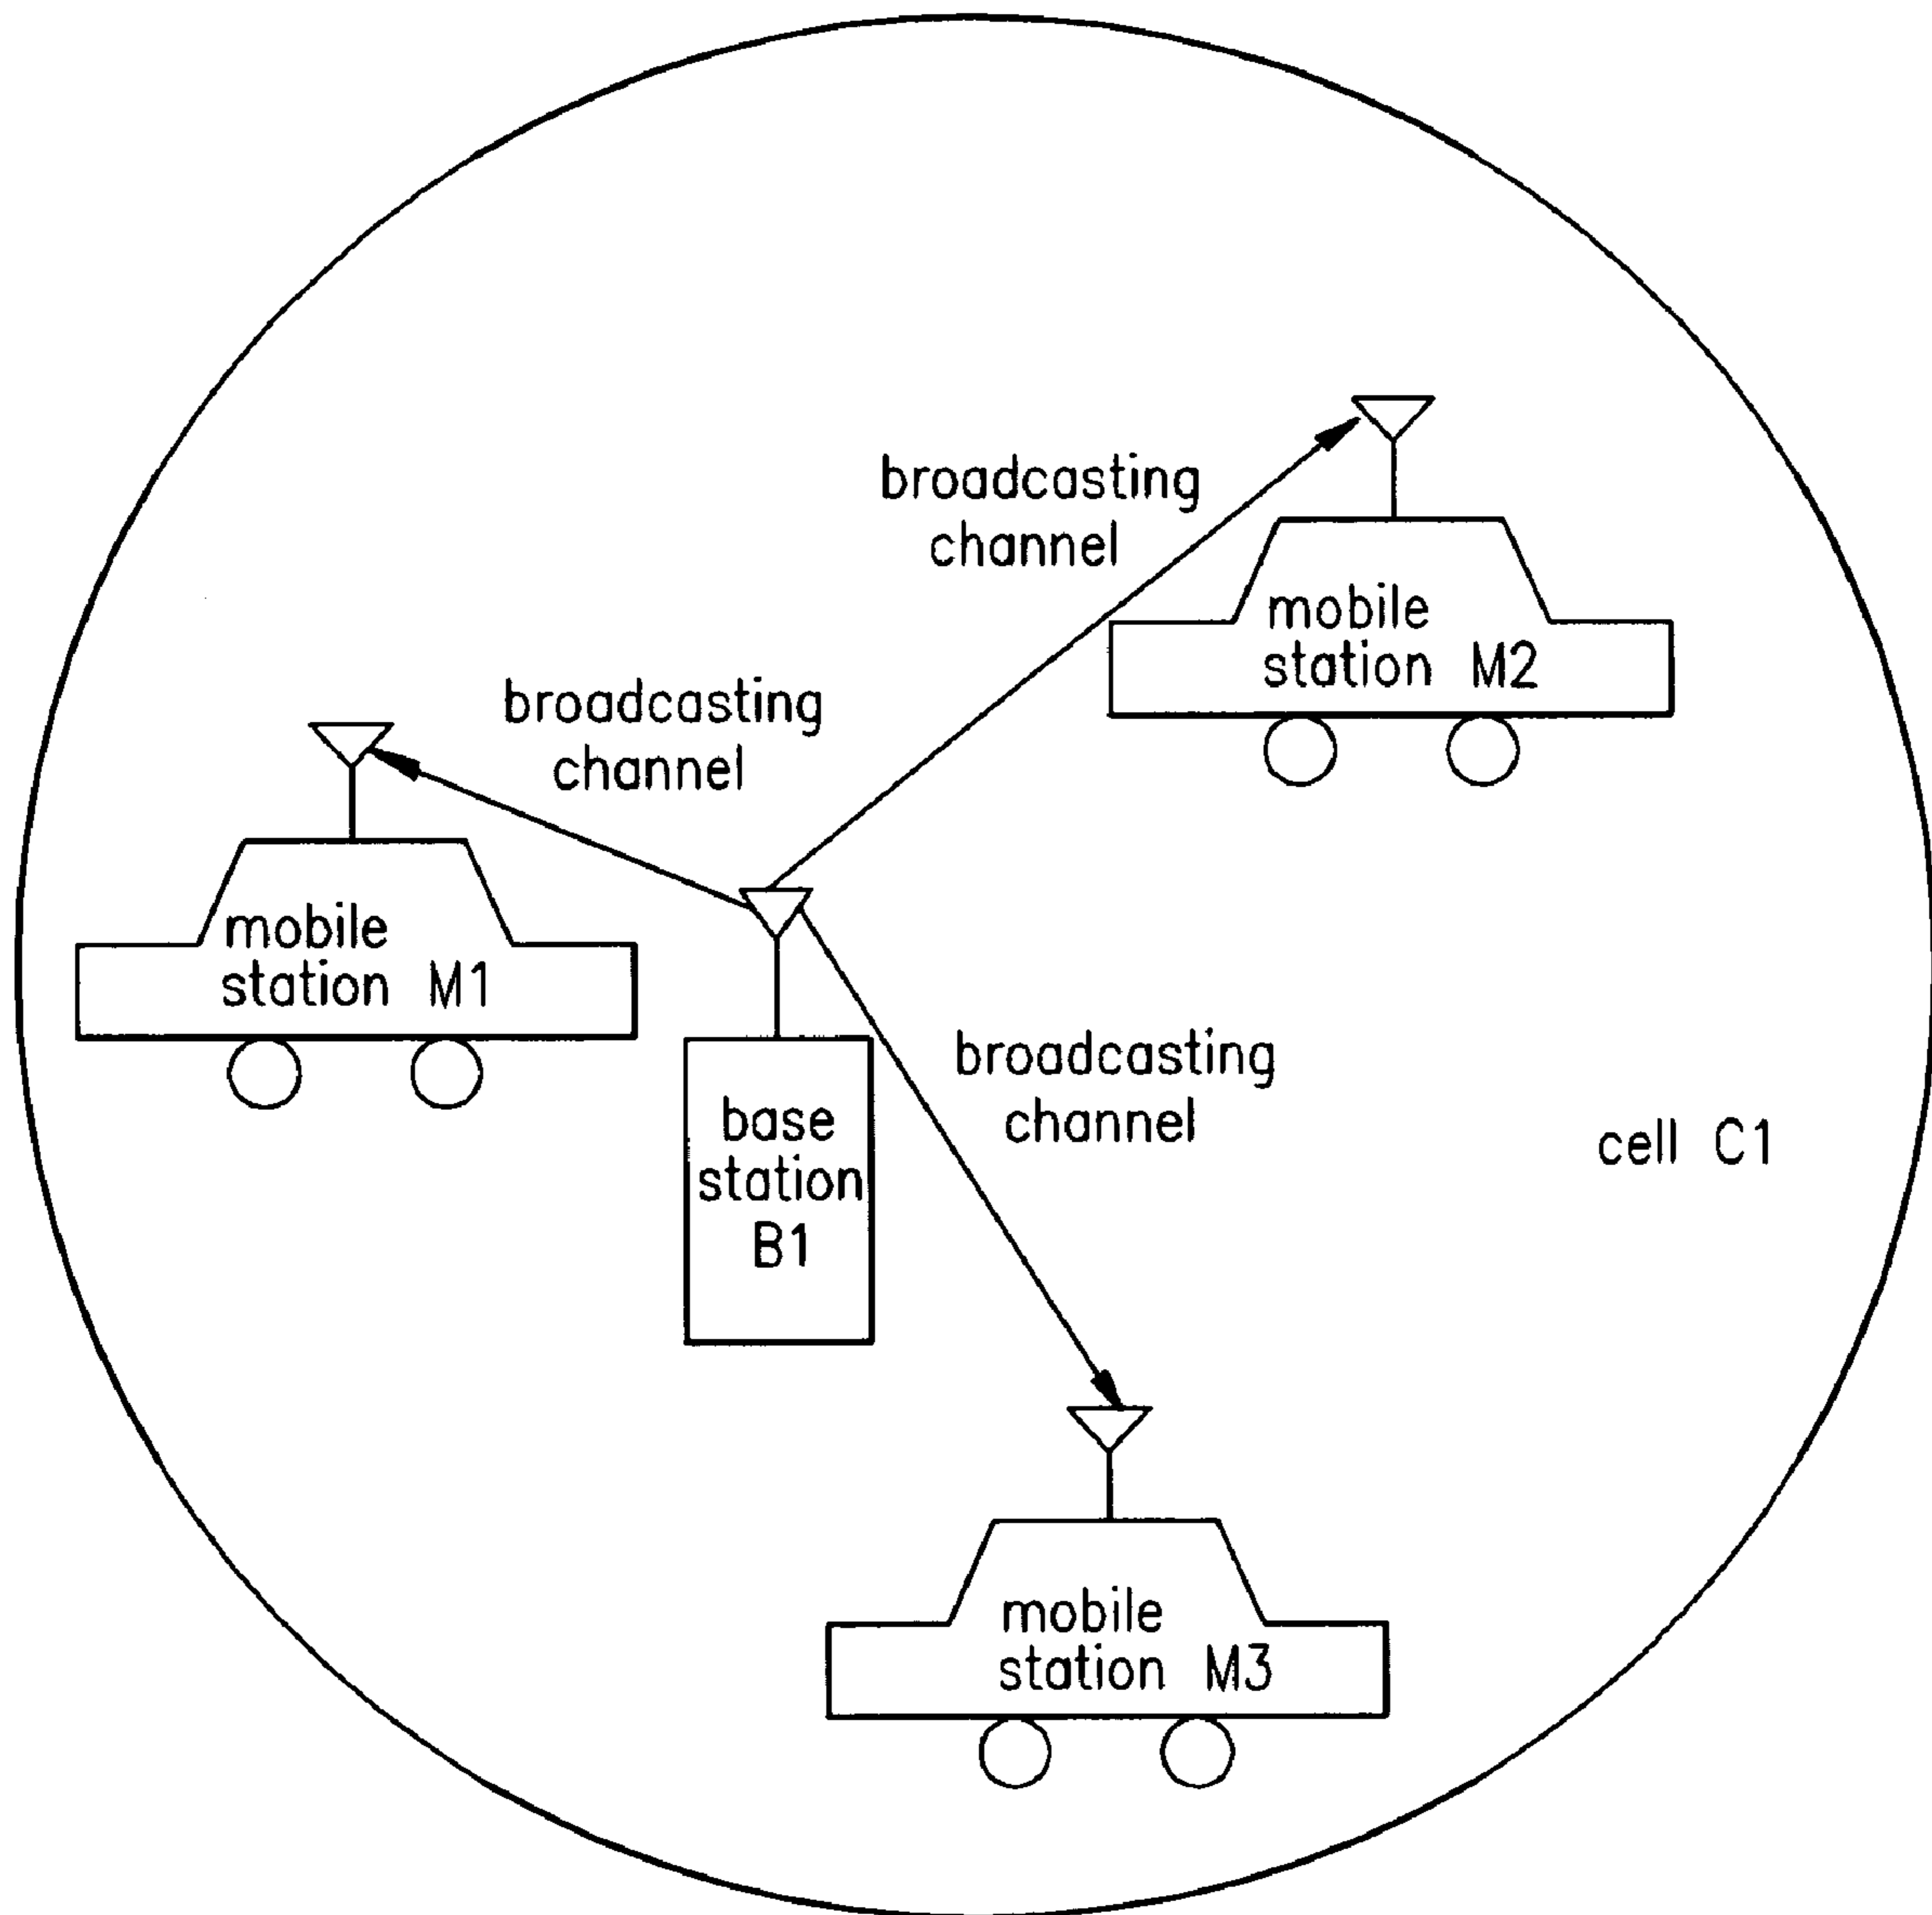 broadcasting
channel
mobile
station M2
broadcasting
channel
mobile
station M1
broadcasting
channel
base
station
B1
cell C1
mobile
station M3